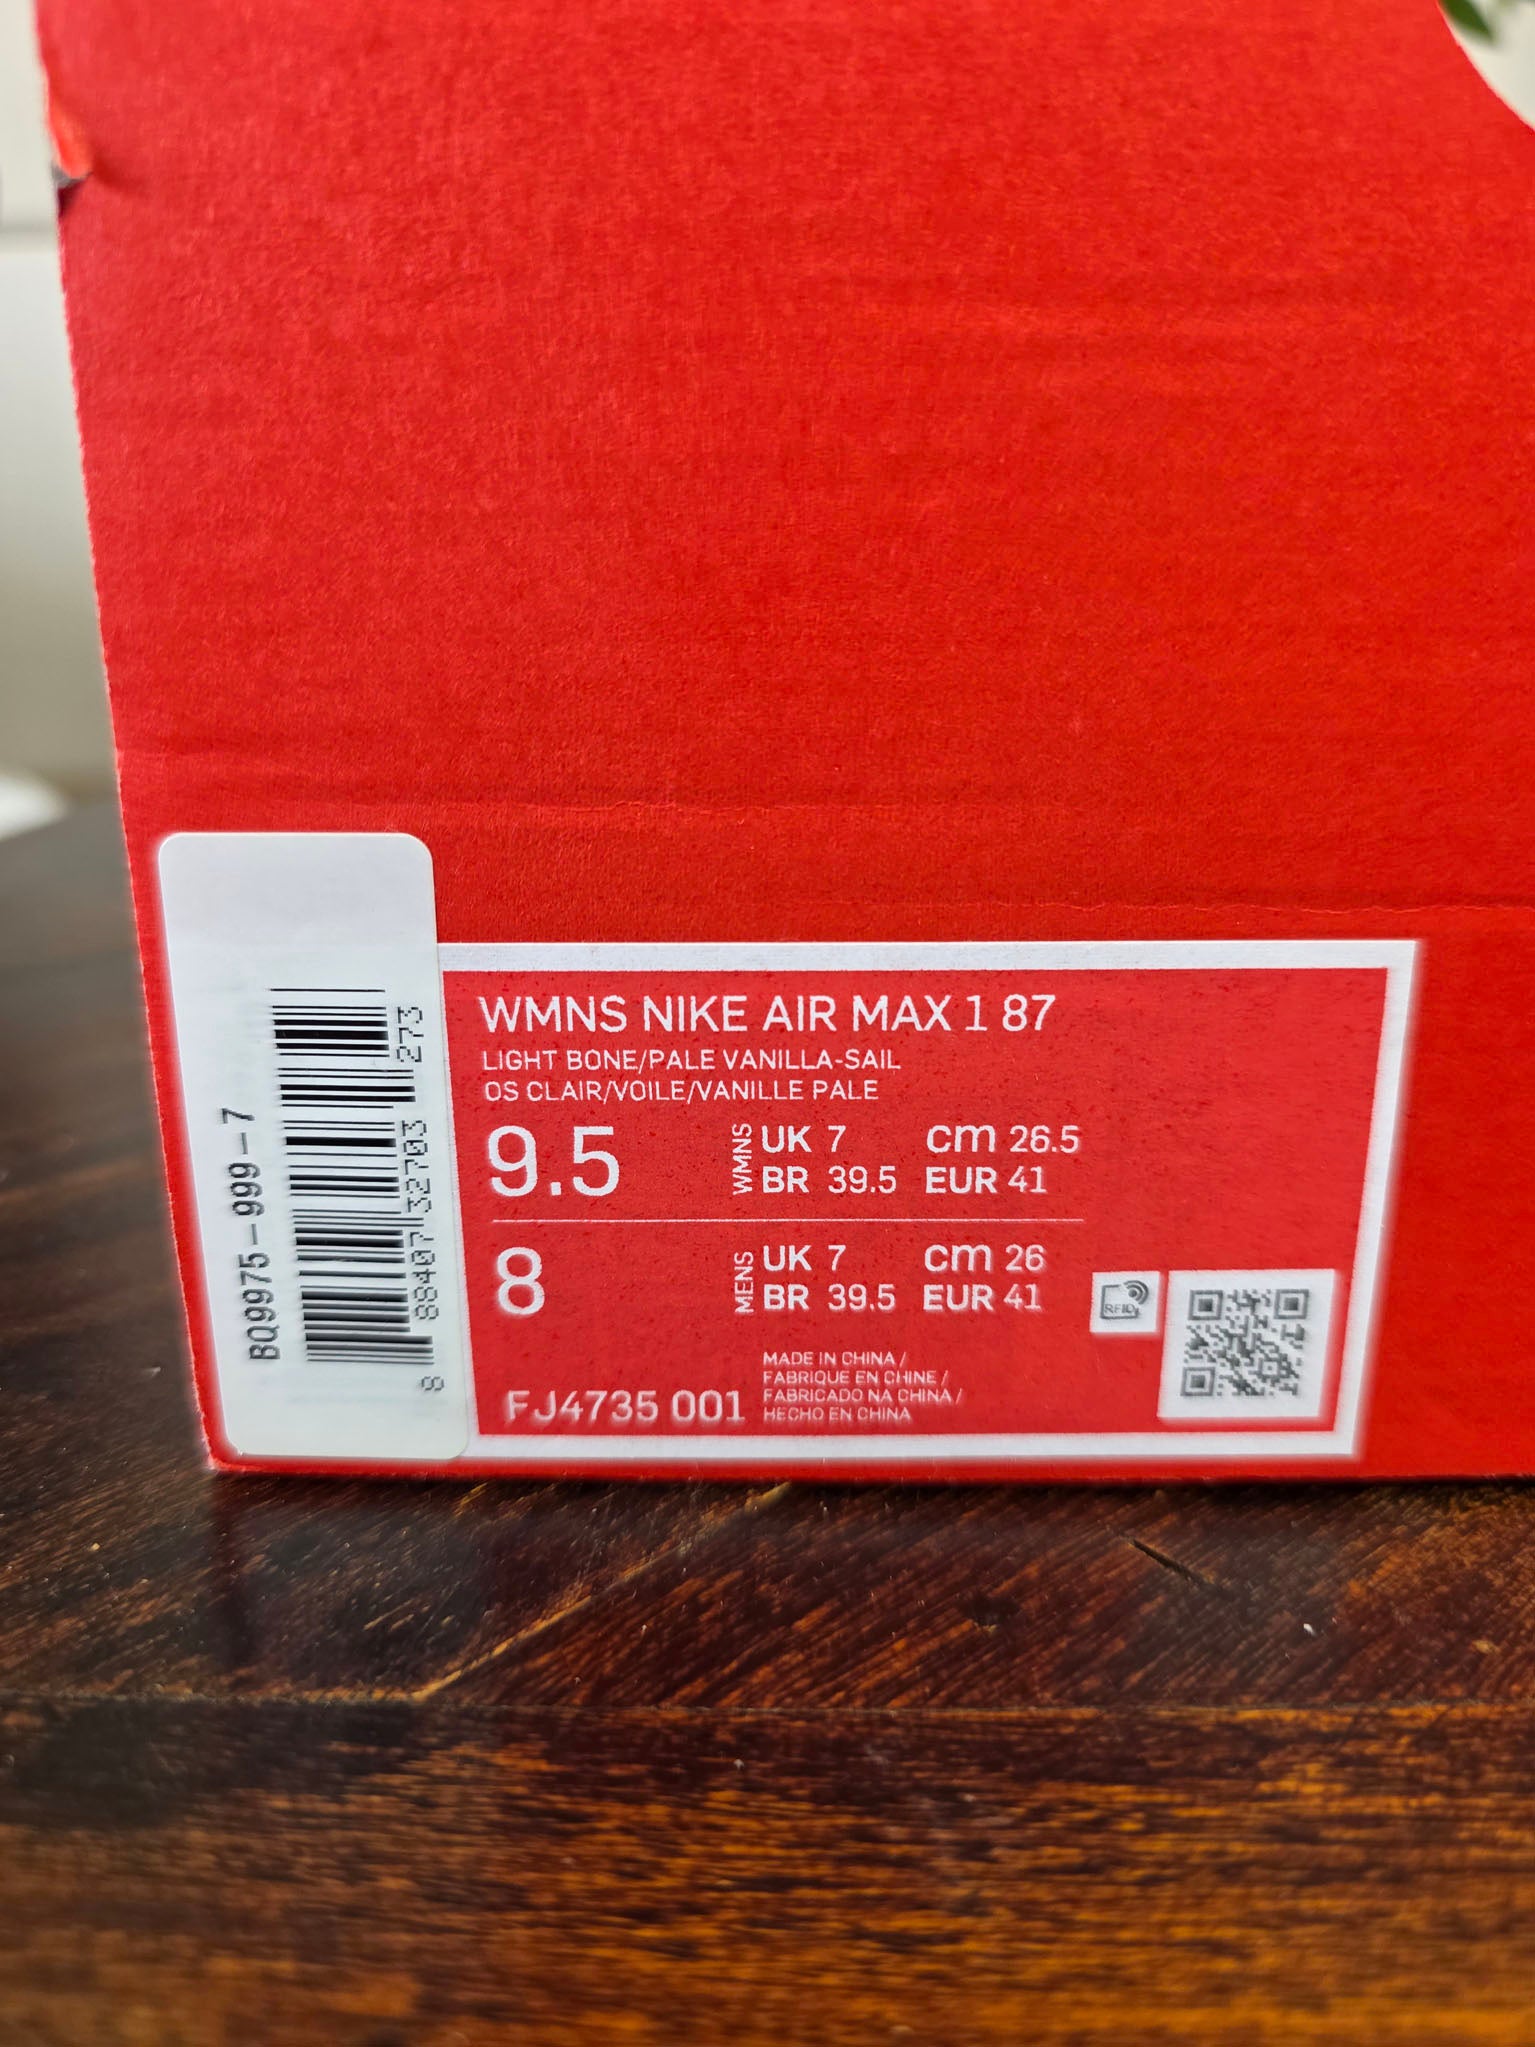 BQ9975-999-7
8 88407 32703 273
WMNS NIKE AIR MAX 1 87
LIGHT BONE/PALE VANILLA-SAIL
OS CLAIR/VOILE/VANILLE PALE
9.5 WMNS UK 7 cm 26.5
BR 39.5 EUR 41
8 MENS UK 7 cm 26
BR 39.5 EUR 41
RFID
MADE IN CHINA /
FABRIQUE EN CHINE /
FABRICADO NA CHINA /
HECHO EN CHINA
FJ4735 001